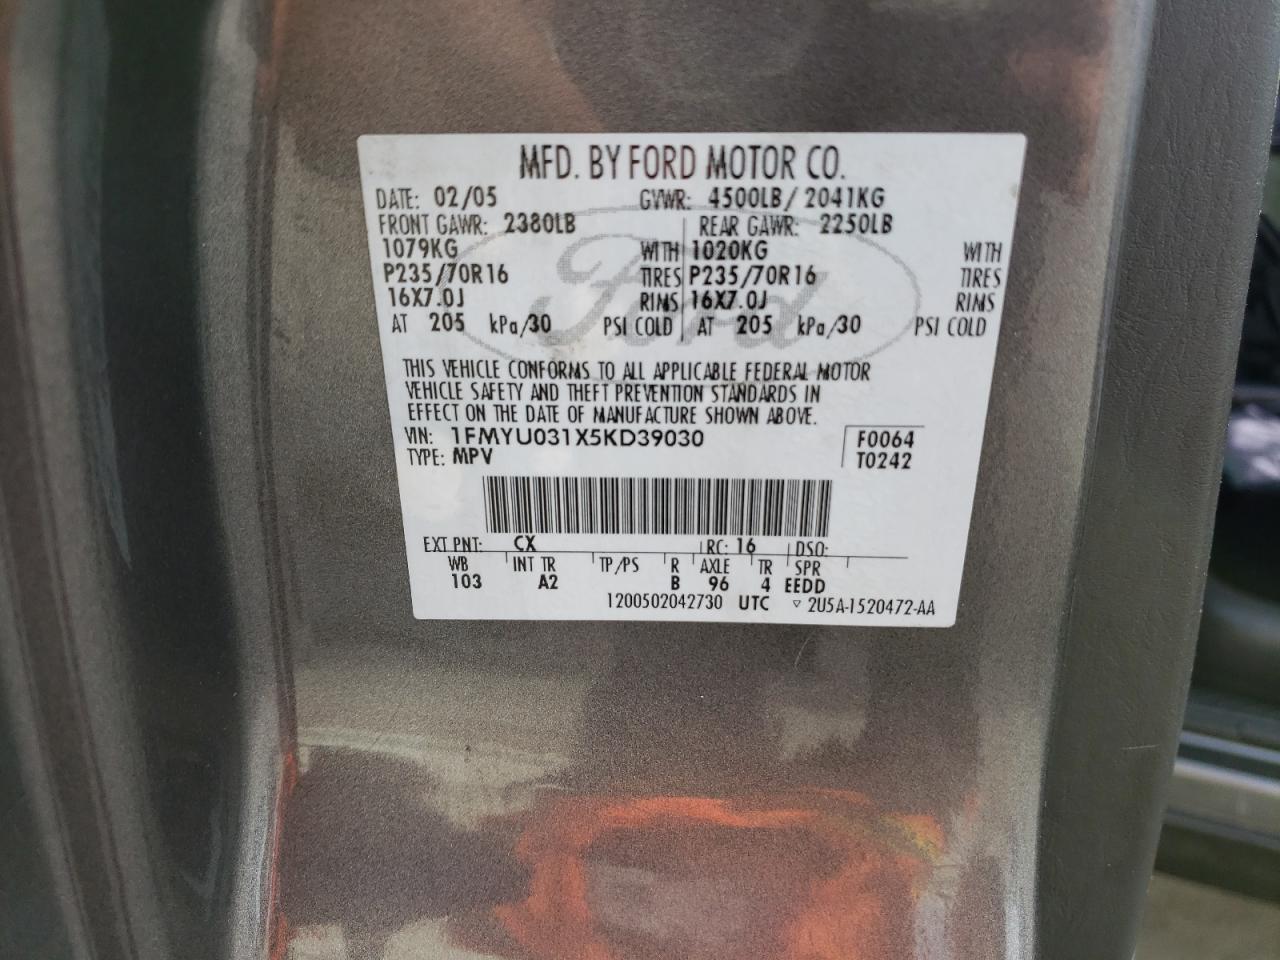 MFD. BY FORD MOTOR CO.
DATE: 02/05 GVWR: 4500LB/ 2041KG
FRONT GAWR: 2380LB REAR GAWR: 2250LB
1079KG WITH 1020KG WITH
P235/70R16 TIRES P235/70R16 TIRES
16X7.0J RIMS 16X7.0J RIMS
AT 205 kPa/30 PSI COLD AT 205 kPa/30 PSI COLD
Ford
THIS VEHICLE CONFORMS TO ALL APPLICABLE FEDERAL MOTOR
VEHICLE SAFETY AND THEFT PREVENTION STANDARDS IN
EFFECT ON THE DATE OF MANUFACTURE SHOWN ABOVE.
VIN: 1FMYU031X5KD39030 F0064
TYPE: MPV T0242
EXT PNT: CX RC: 16 DSO:
WB INT TR TP/PS R AXLE TR SPR
103 A2 B 96 4 EEDD
1200502042730 UTC ▽ 2U5A-1520472-AA